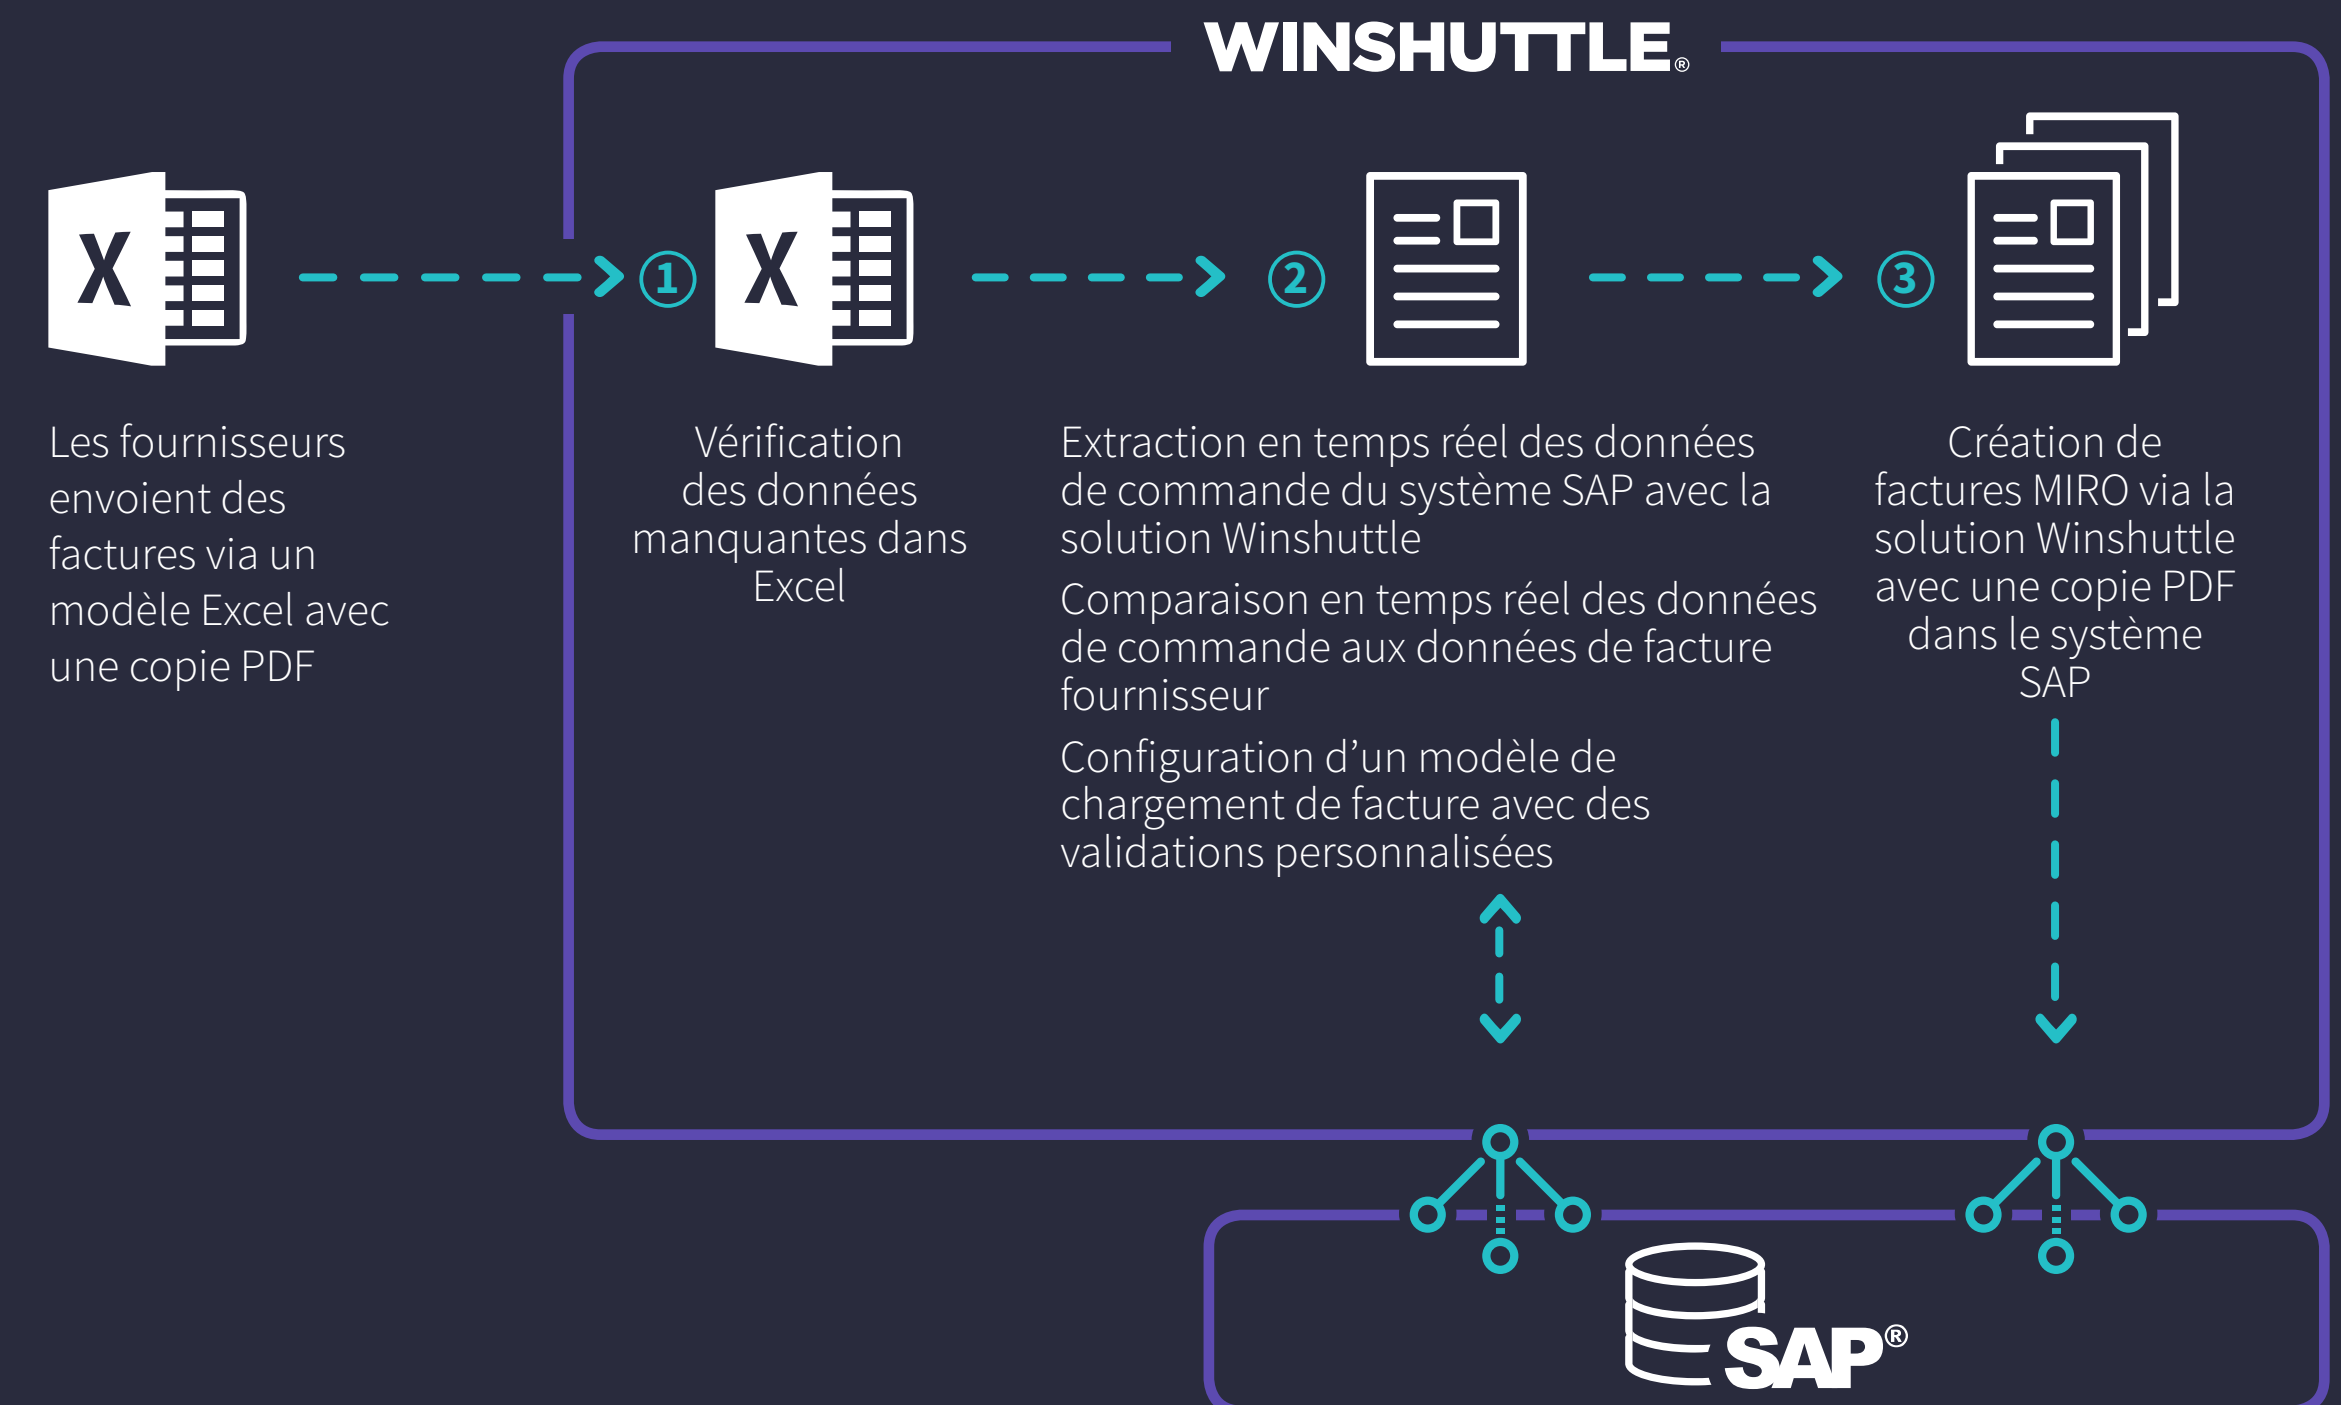 WINSHUTTLE®
X
Les fournisseurs
envoient des
factures via un
modèle Excel avec
une copie PDF
1
X
Vérification
des données
manquantes dans
Excel
2
Extraction en temps réel des données
de commande du système SAP avec la
solution Winshuttle
Comparaison en temps réel des données
de commande aux données de facture
fournisseur
Configuration d’un modèle de
chargement de facture avec des
validations personnalisées
3
Création de
factures MIRO via la
solution Winshuttle
avec une copie PDF
dans le système
SAP
SAP®